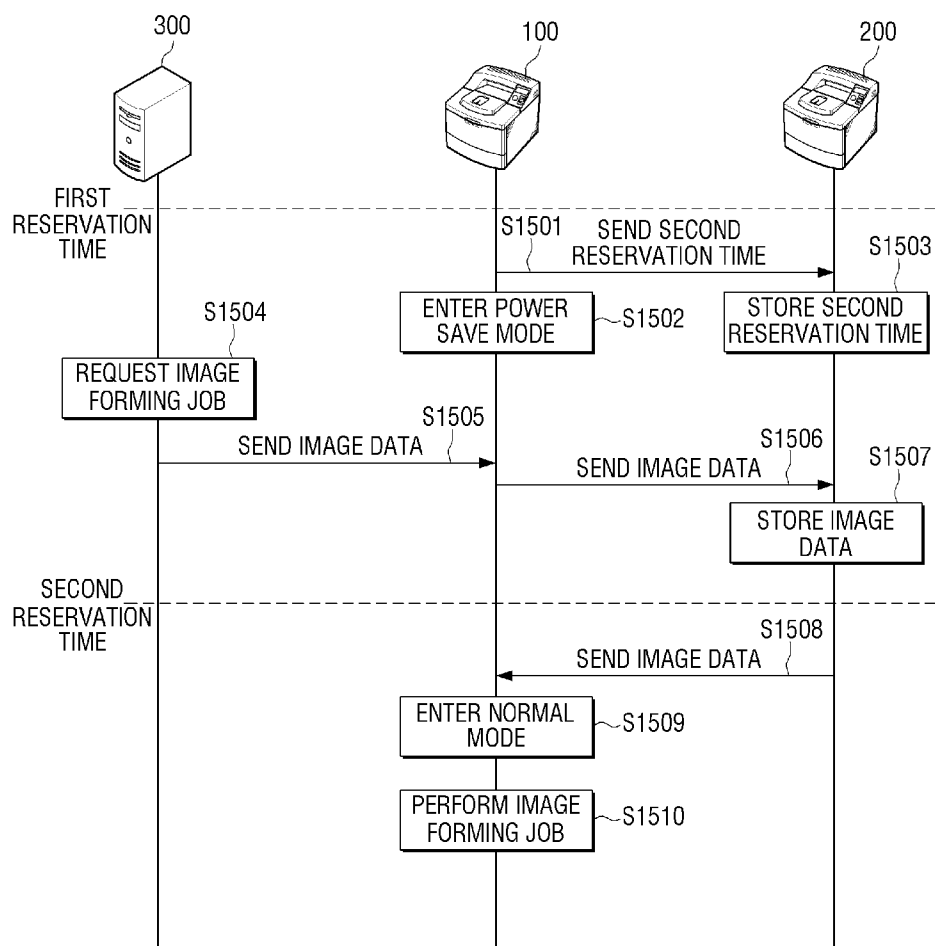 300
100
200
FIRST
RESERVATION
TIME
S1501
SEND SECOND
RESERVATION TIME
S1503
ENTER POWER
SAVE MODE
S1502
STORE SECOND
RESERVATION TIME
S1504
REQUEST IMAGE
FORMING JOB
S1505
SEND IMAGE DATA
S1506
SEND IMAGE DATA
S1507
STORE IMAGE
DATA
SECOND
RESERVATION
TIME
S1508
SEND IMAGE DATA
ENTER NORMAL
MODE
S1509
PERFORM IMAGE
FORMING JOB
S1510